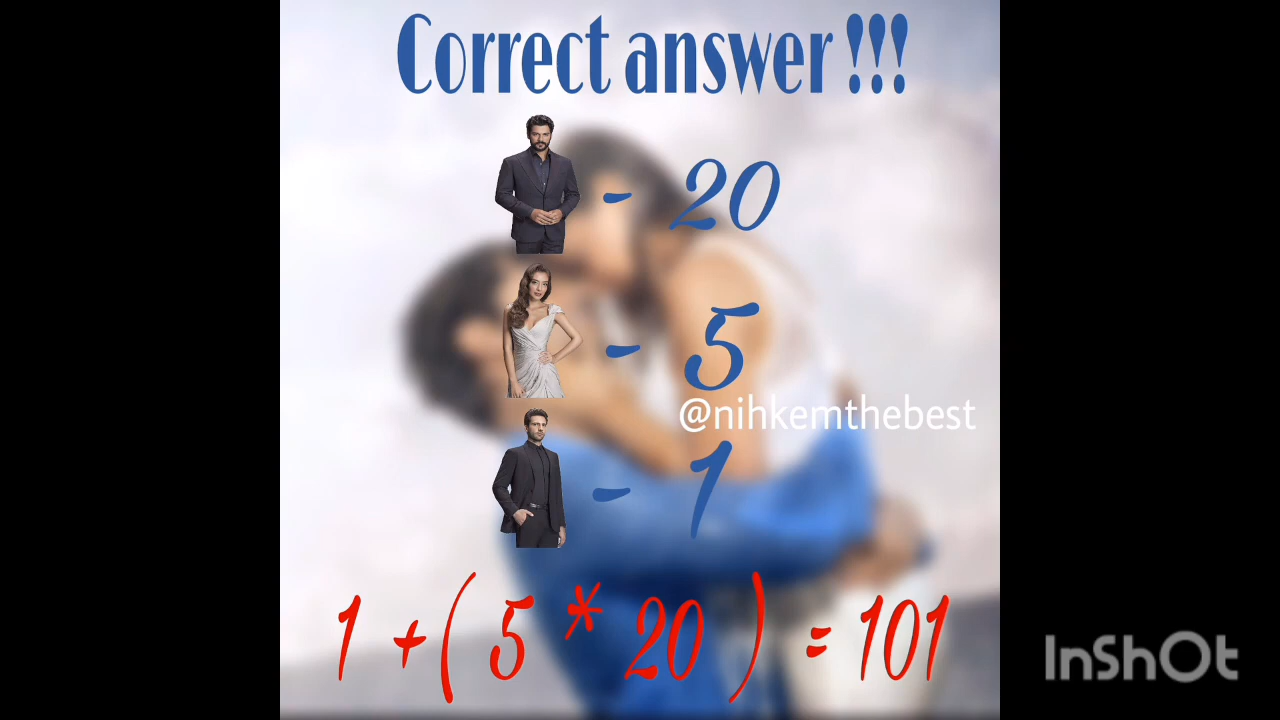 Correct answer !!!
- 20
- 5
@nihkemthebest
- 1
1 + ( 5 * 20 ) = 101
InShOt